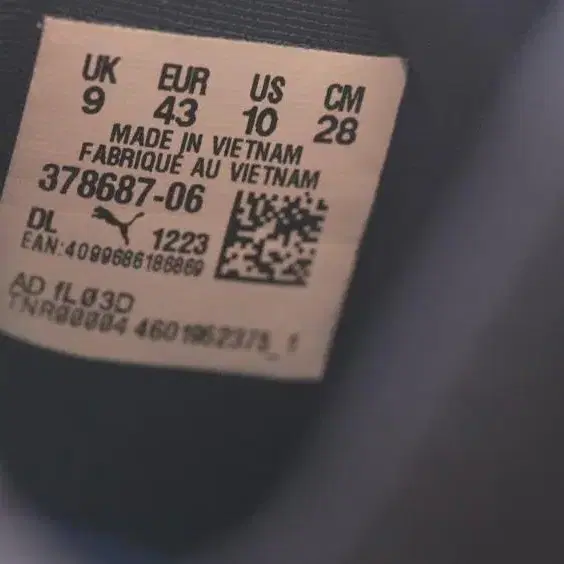 UK EUR US CM
9 43 10 28
MADE IN VIETNAM
FABRIQUÉ AU VIETNAM
378687-06
DL 1223
EAN:4099686186869
AD fLØ3D